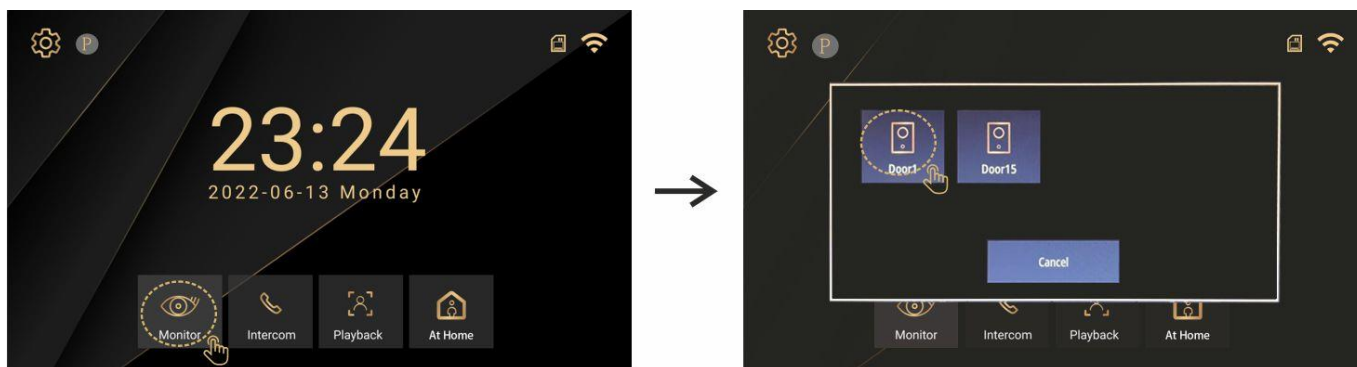 P
23:24
2022-06-13 Monday
Monitor
Intercom
Playback
At Home
P
Door1
Door15
Cancel
Monitor
Intercom
Playback
At Home